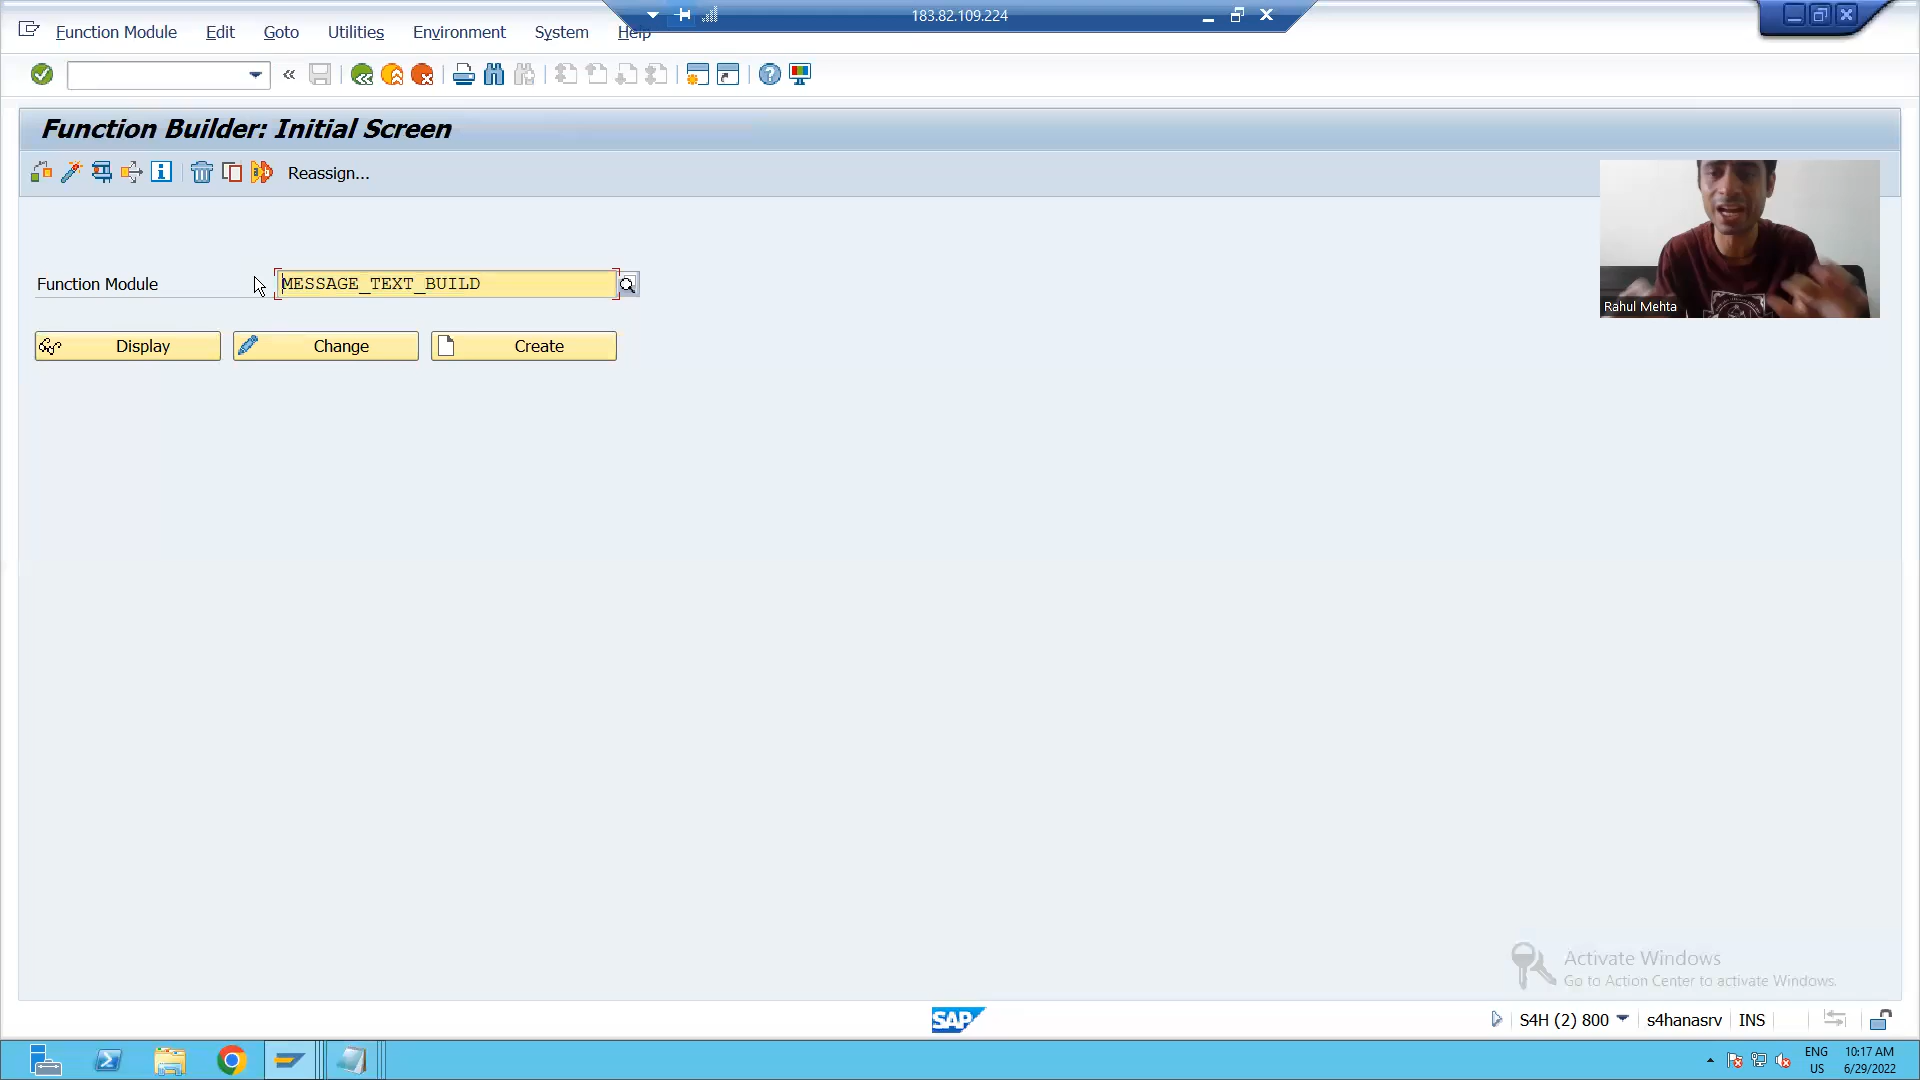 183.82.109.224
Function Module Edit Goto Utilities Environment System Help
Function Builder: Initial Screen
Reassign...
Function Module MESSAGE_TEXT_BUILD
Display Change Create
Rahul Mehta
Activate Windows
Go to Action Center to activate Windows.
SAP
S4H (2) 800 s4hanasrv INS
ENG 10:17 AM
US 6/29/2022